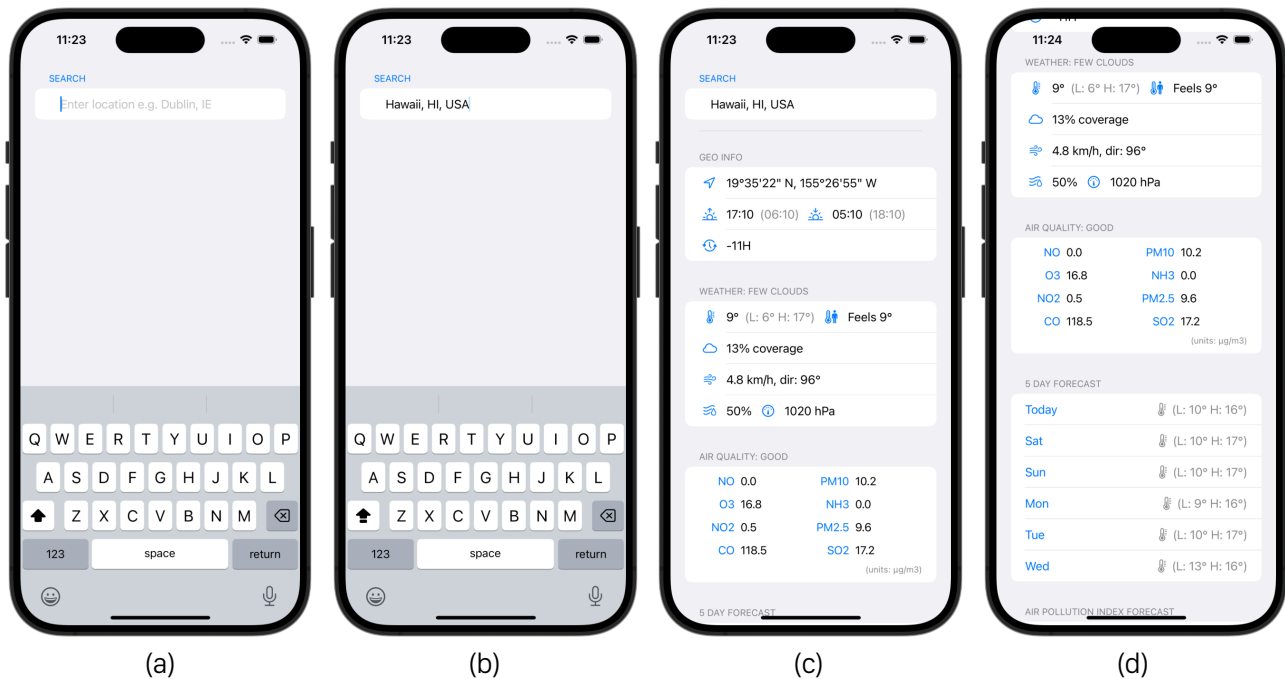 11:23
SEARCH
Enter location e.g. Dublin, IE
Q W E R T Y U I O P
A S D F G H J K L
Z X C V B N M
123 space return
(a)
11:23
SEARCH
Hawaii, HI, USA
Q W E R T Y U I O P
A S D F G H J K L
Z X C V B N M
123 space return
(b)
11:23
SEARCH
Hawaii, HI, USA
GEO INFO
19°35'22" N, 155°26'55" W
17:10 (06:10) 05:10 (18:10)
-11H
WEATHER: FEW CLOUDS
9° (L: 6° H: 17°) Feels 9°
13% coverage
4.8 km/h, dir: 96°
50% 1020 hPa
AIR QUALITY: GOOD
NO 0.0 PM10 10.2
O3 16.8 NH3 0.0
NO2 0.5 PM2.5 9.6
CO 118.5 SO2 17.2
(units: µg/m3)
5 DAY FORECAST
(c)
11:24
WEATHER: FEW CLOUDS
9° (L: 6° H: 17°) Feels 9°
13% coverage
4.8 km/h, dir: 96°
50% 1020 hPa
AIR QUALITY: GOOD
NO 0.0 PM10 10.2
O3 16.8 NH3 0.0
NO2 0.5 PM2.5 9.6
CO 118.5 SO2 17.2
(units: µg/m3)
5 DAY FORECAST
Today (L: 10° H: 16°)
Sat (L: 10° H: 17°)
Sun (L: 10° H: 17°)
Mon (L: 9° H: 16°)
Tue (L: 10° H: 17°)
Wed (L: 13° H: 16°)
AIR POLLUTION INDEX FORECAST
(d)